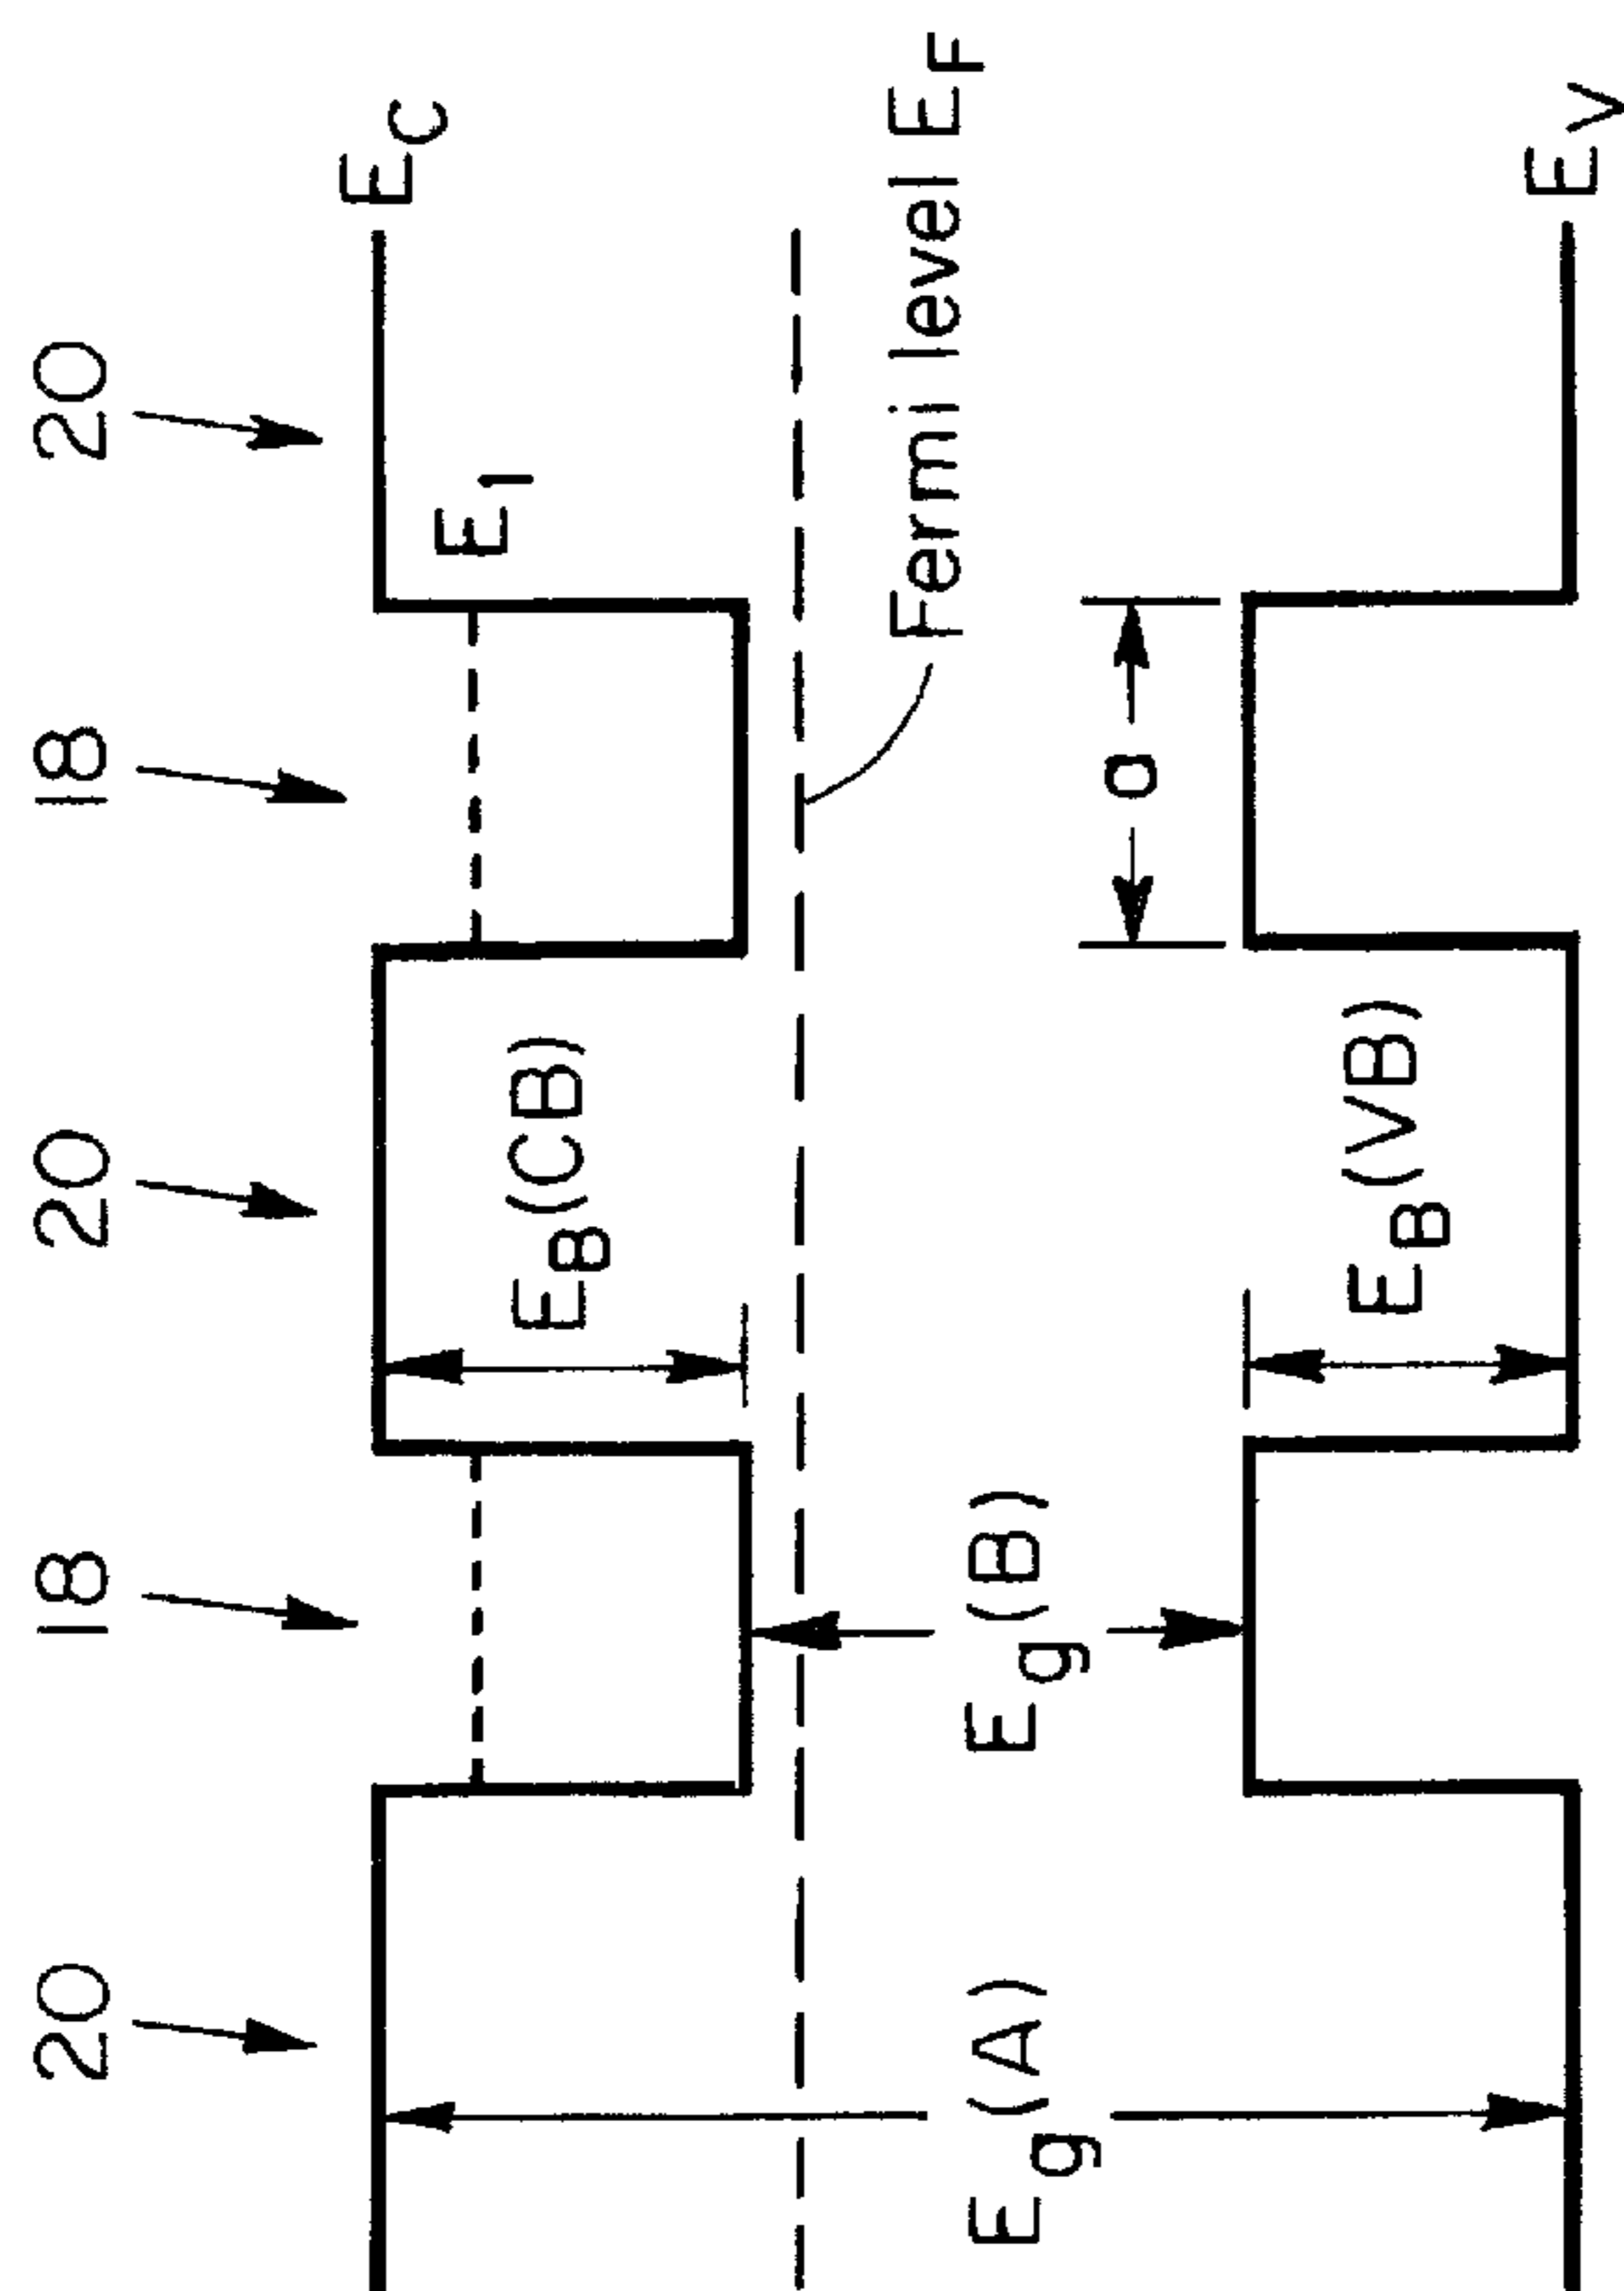 20 18 20 18 20
E_C
E_1
E_B(CB)
Fermi level E_F
E_g(A) E_g(B)
a
E_B(VB)
E_V